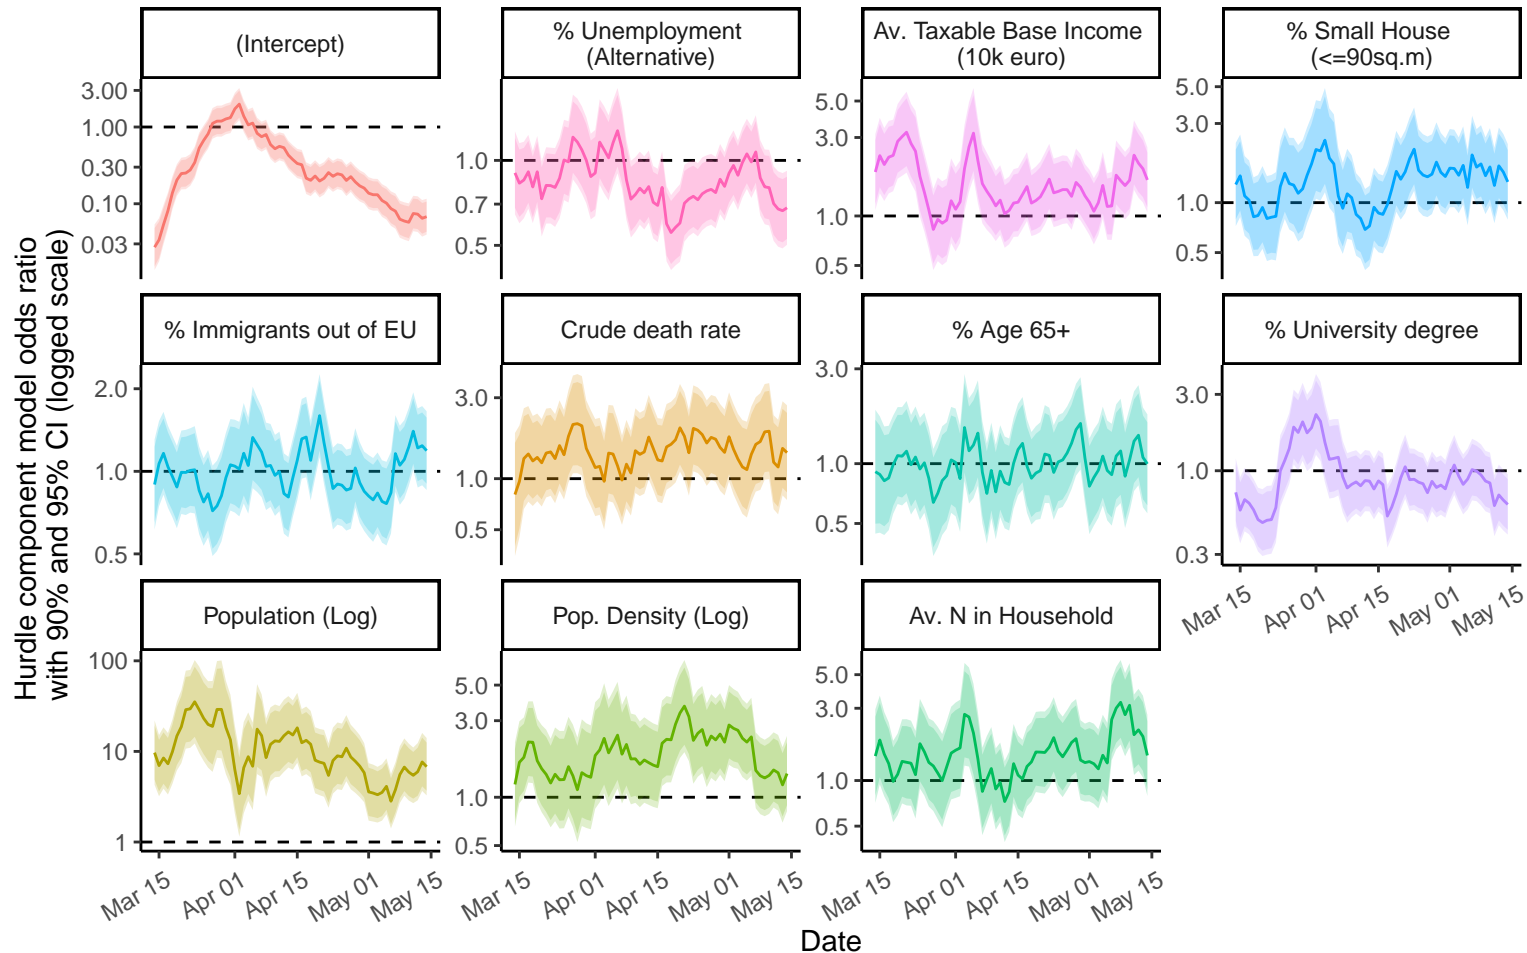 (Intercept)
% Unemployment
(Alternative)
Av. Taxable Base Income
(10k euro)
% Small House
(<=90sq.m)
3.00
1.00
0.30
0.10
0.03
1.0
0.7
0.5
5.0
3.0
1.0
0.5
5.0
3.0
1.0
0.5
Hurdle component model odds ratio
with 90% and 95% CI (logged scale)
% Immigrants out of EU
Crude death rate
% Age 65+
% University degree
2.0
1.0
0.5
3.0
1.0
0.5
3.0
1.0
0.5
3.0
1.0
0.3
Mar 15
Apr 01
Apr 15
May 01
May 15
Population (Log)
Pop. Density (Log)
Av. N in Household
100
10
1
5.0
3.0
1.0
0.5
5.0
3.0
1.0
0.5
Mar 15
Apr 01
Apr 15
May 01
May 15
Mar 15
Apr 01
Apr 15
May 01
May 15
Mar 15
Apr 01
Apr 15
May 01
May 15
Date